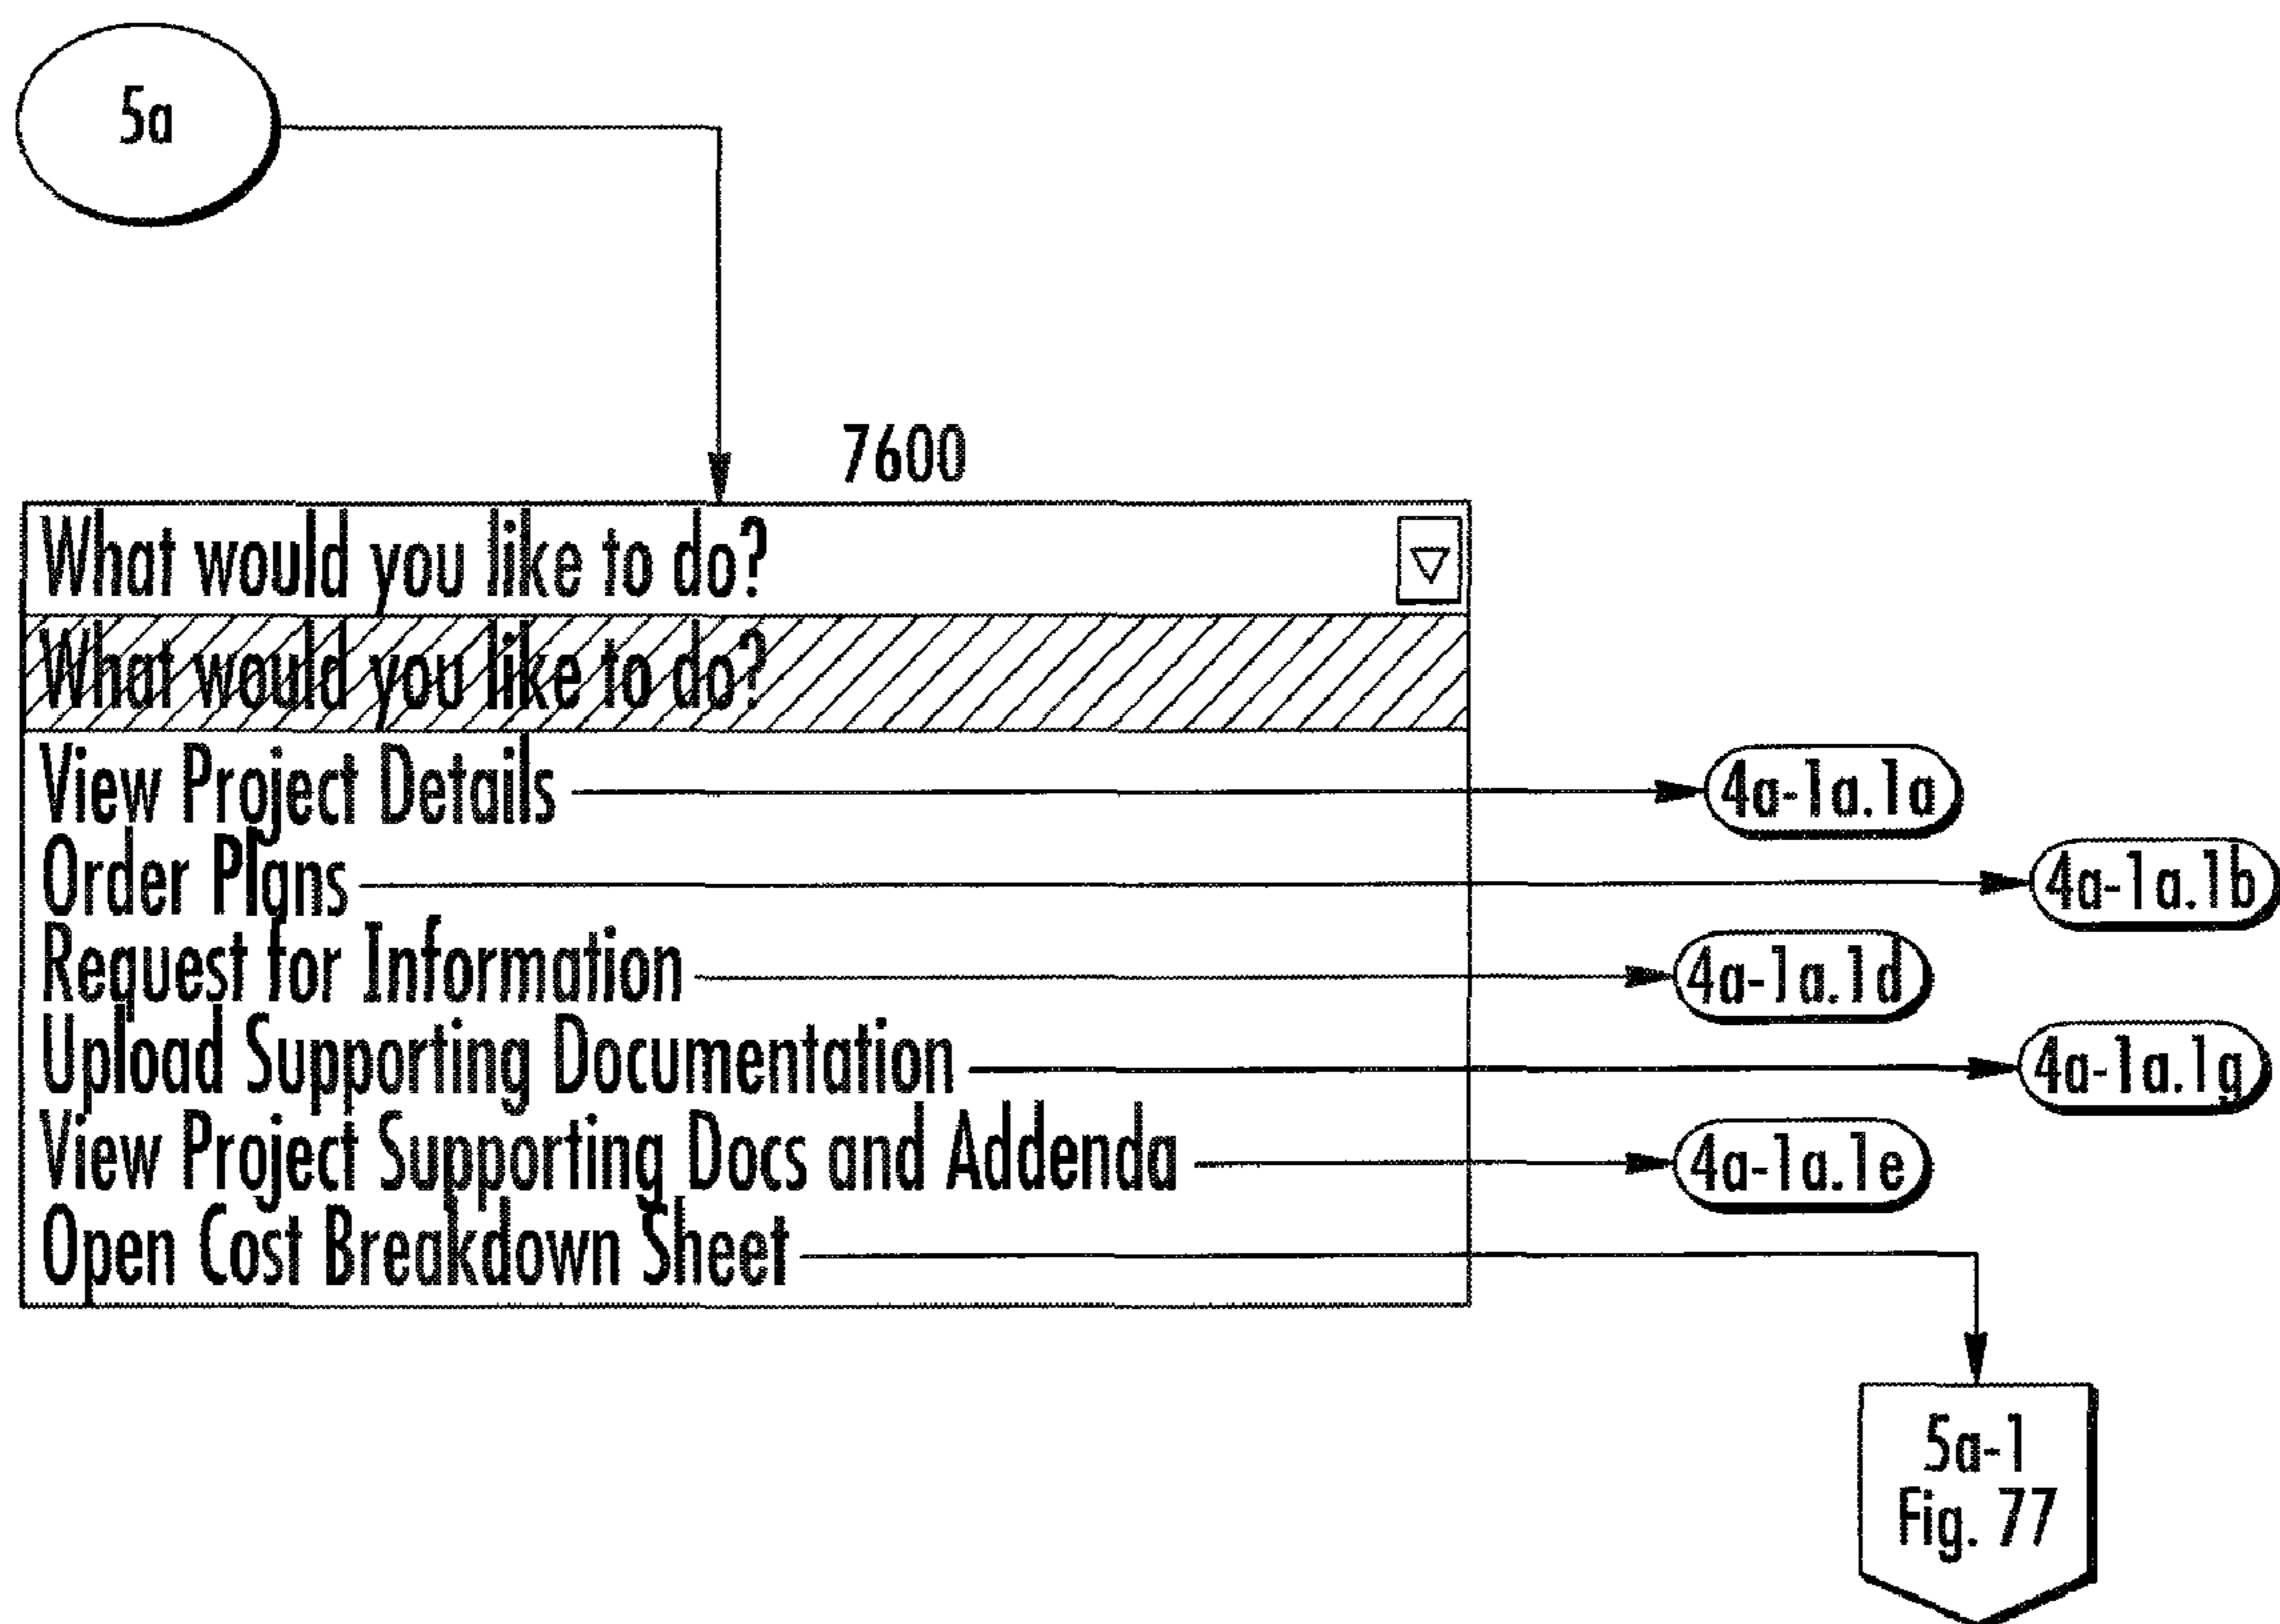 5a
7600
What would you like to do?
What would you like to do?
View Project Details
4a-1a.1a
Order Plans
4a-1a.1b
Request for Information
4a-1a.1d
Upload Supporting Documentation
4a-1a.1g
View Project Supporting Docs and Addenda
4a-1a.1e
Open Cost Breakdown Sheet
5a-1
Fig. 77